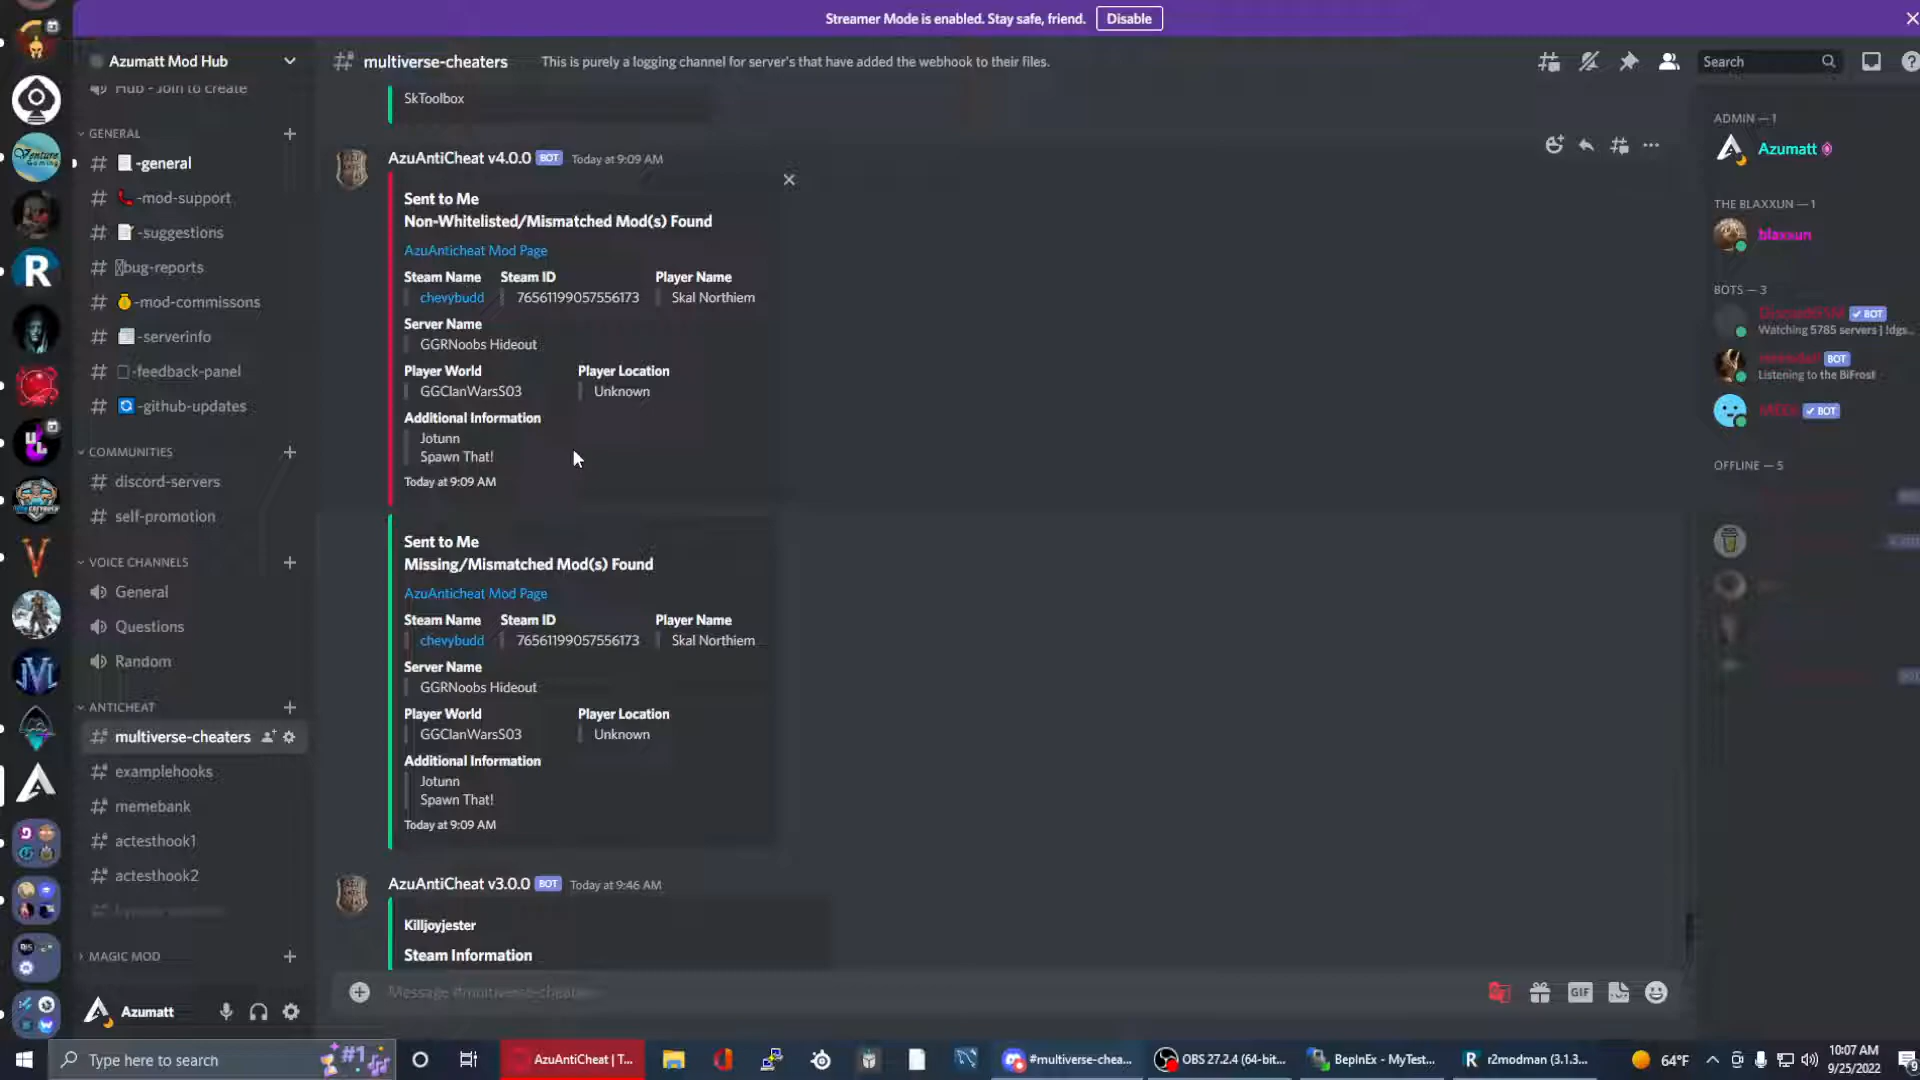 Streamer Mode is enabled. Stay safe, friend. Disable
Azumatt Mod Hub
Hub - Join to create
GENERAL
-general
-mod-support
-suggestions
bug-reports
-mod-commissons
-serverinfo
-feedback-panel
-github-updates
COMMUNITIES
discord-servers
self-promotion
VOICE CHANNELS
General
Questions
Random
ANTICHEAT
multiverse-cheaters
examplehooks
memebank
actesthook1
actesthook2
MAGIC MOD
Azumatt
multiverse-cheaters This is purely a logging channel for server's that have added the webhook to their files.
Search
SkToolbox
AzuAntiCheat v4.0.0 BOT Today at 9:09 AM
Sent to Me
Non-Whitelisted/Mismatched Mod(s) Found
AzuAnticheat Mod Page
Steam Name Steam ID Player Name
chevybudd 76561199057556173 Skal Northiem
Server Name
GGRNoobs Hideout
Player World Player Location
GGClanWarsS03 Unknown
Additional Information
Jotunn
Spawn That!
Today at 9:09 AM
Sent to Me
Missing/Mismatched Mod(s) Found
AzuAnticheat Mod Page
Steam Name Steam ID Player Name
chevybudd 76561199057556173 Skal Northiem
Server Name
GGRNoobs Hideout
Player World Player Location
GGClanWarsS03 Unknown
Additional Information
Jotunn
Spawn That!
Today at 9:09 AM
AzuAntiCheat v3.0.0 BOT Today at 9:46 AM
Killjoyjester
Steam Information
Message #multiverse-cheaters
GIF
ADMIN — 1
Azumatt
THE BLAXXUN — 1
blaxxun
BOTS — 3
DiscordGSM BOT
Watching 5785 servers | !dgs...
BOT
Listening to the BiFrost
BOT
OFFLINE — 5
Type here to search
AzuAntiCheat | T...
#multiverse-chea...
OBS 27.2.4 (64-bit...
BepInEx - MyTest...
r2modman (3.1.3...
64°F
10:07 AM
9/25/2022